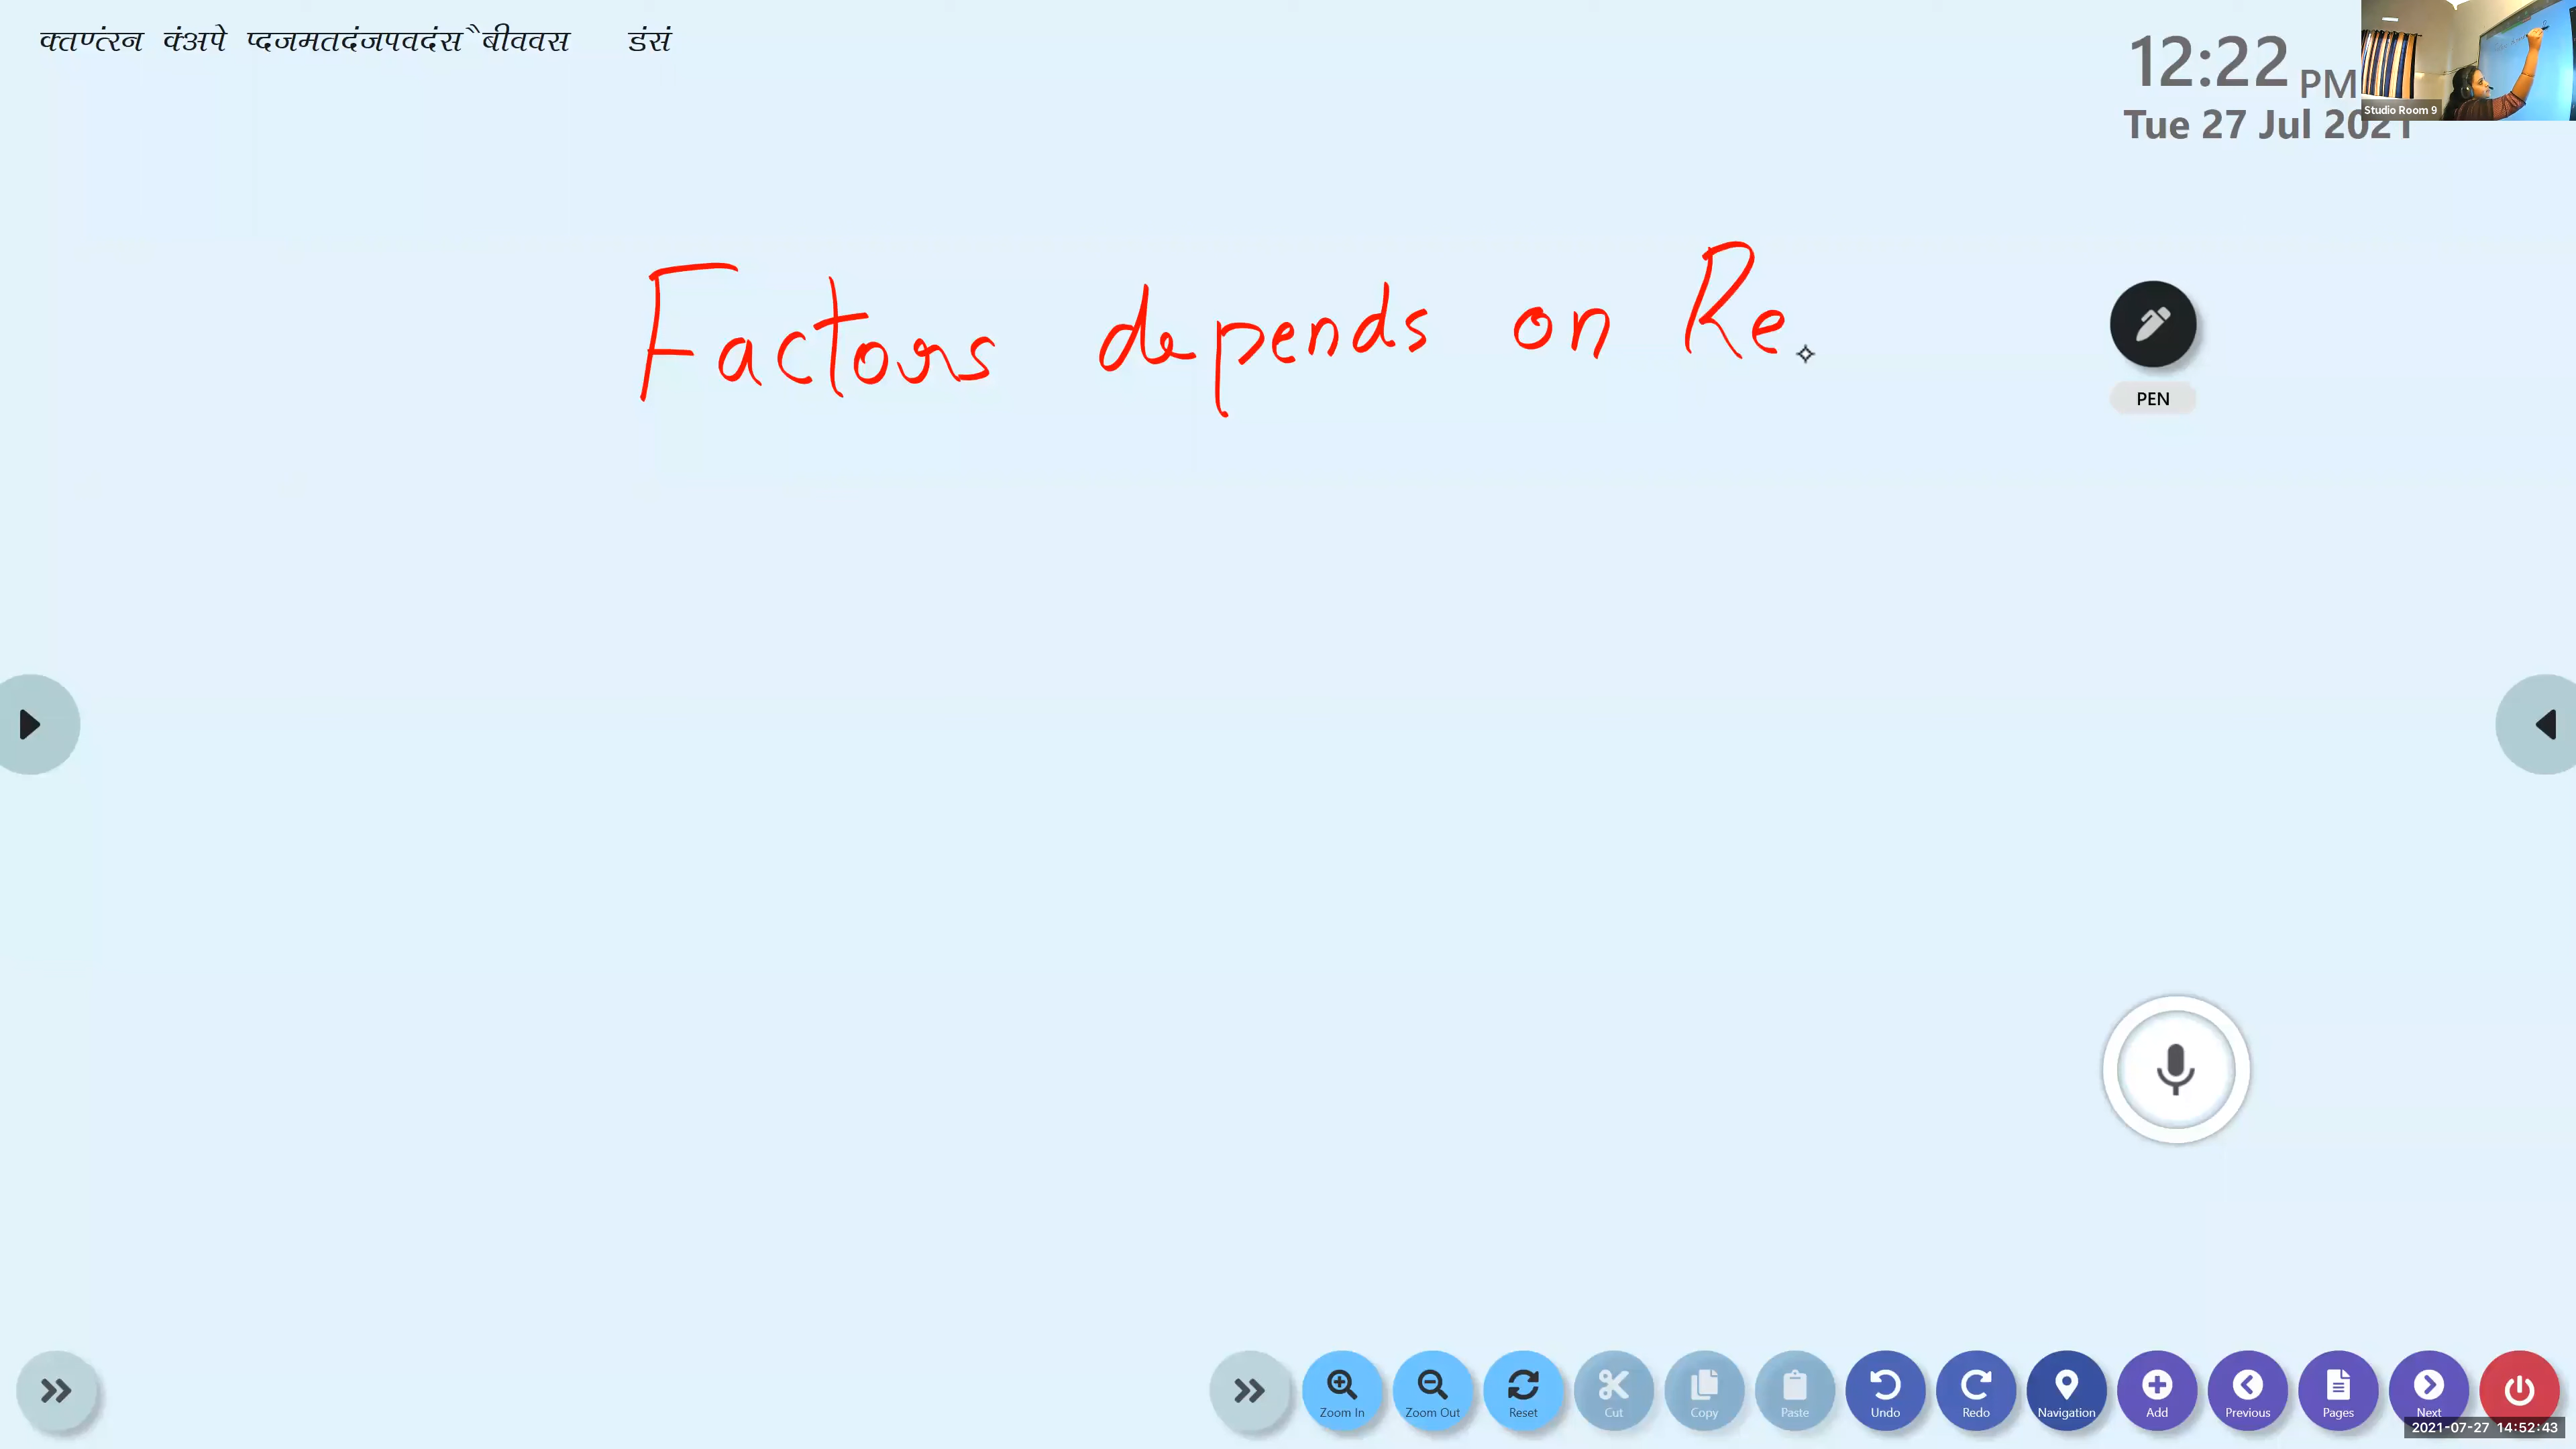 क्तण्तंरन कंअपे प्दजमतदंजपवदंस ैबीववस डंसं
12:22 PM
Tue 27 Jul 2021
Studio Room 9
Factors depends on Re
PEN
Zoom In Zoom Out Reset Cut Copy Paste Undo Redo Navigation Add Previous Pages Next
2021-07-27 14:52:43